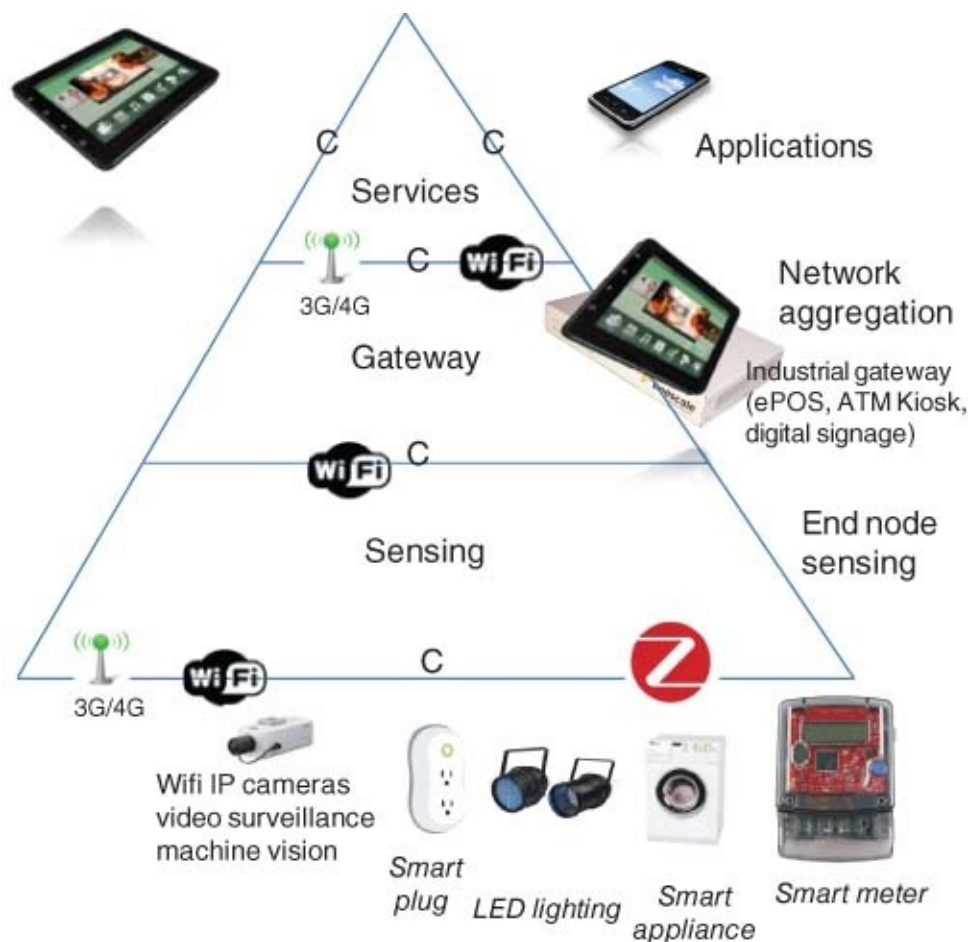 C
C
Applications
Services
C
Wi Fi
3G/4G
Network
aggregation
Gateway
Industrial gateway
(ePOS, ATM Kiosk,
digital signage)
C
Wi Fi
Sensing
End node
sensing
C
Z
Wi Fi
3G/4G
Wifi IP cameras
video surveillance
machine vision
Smart
plug
LED lighting
Smart
appliance
Smart meter